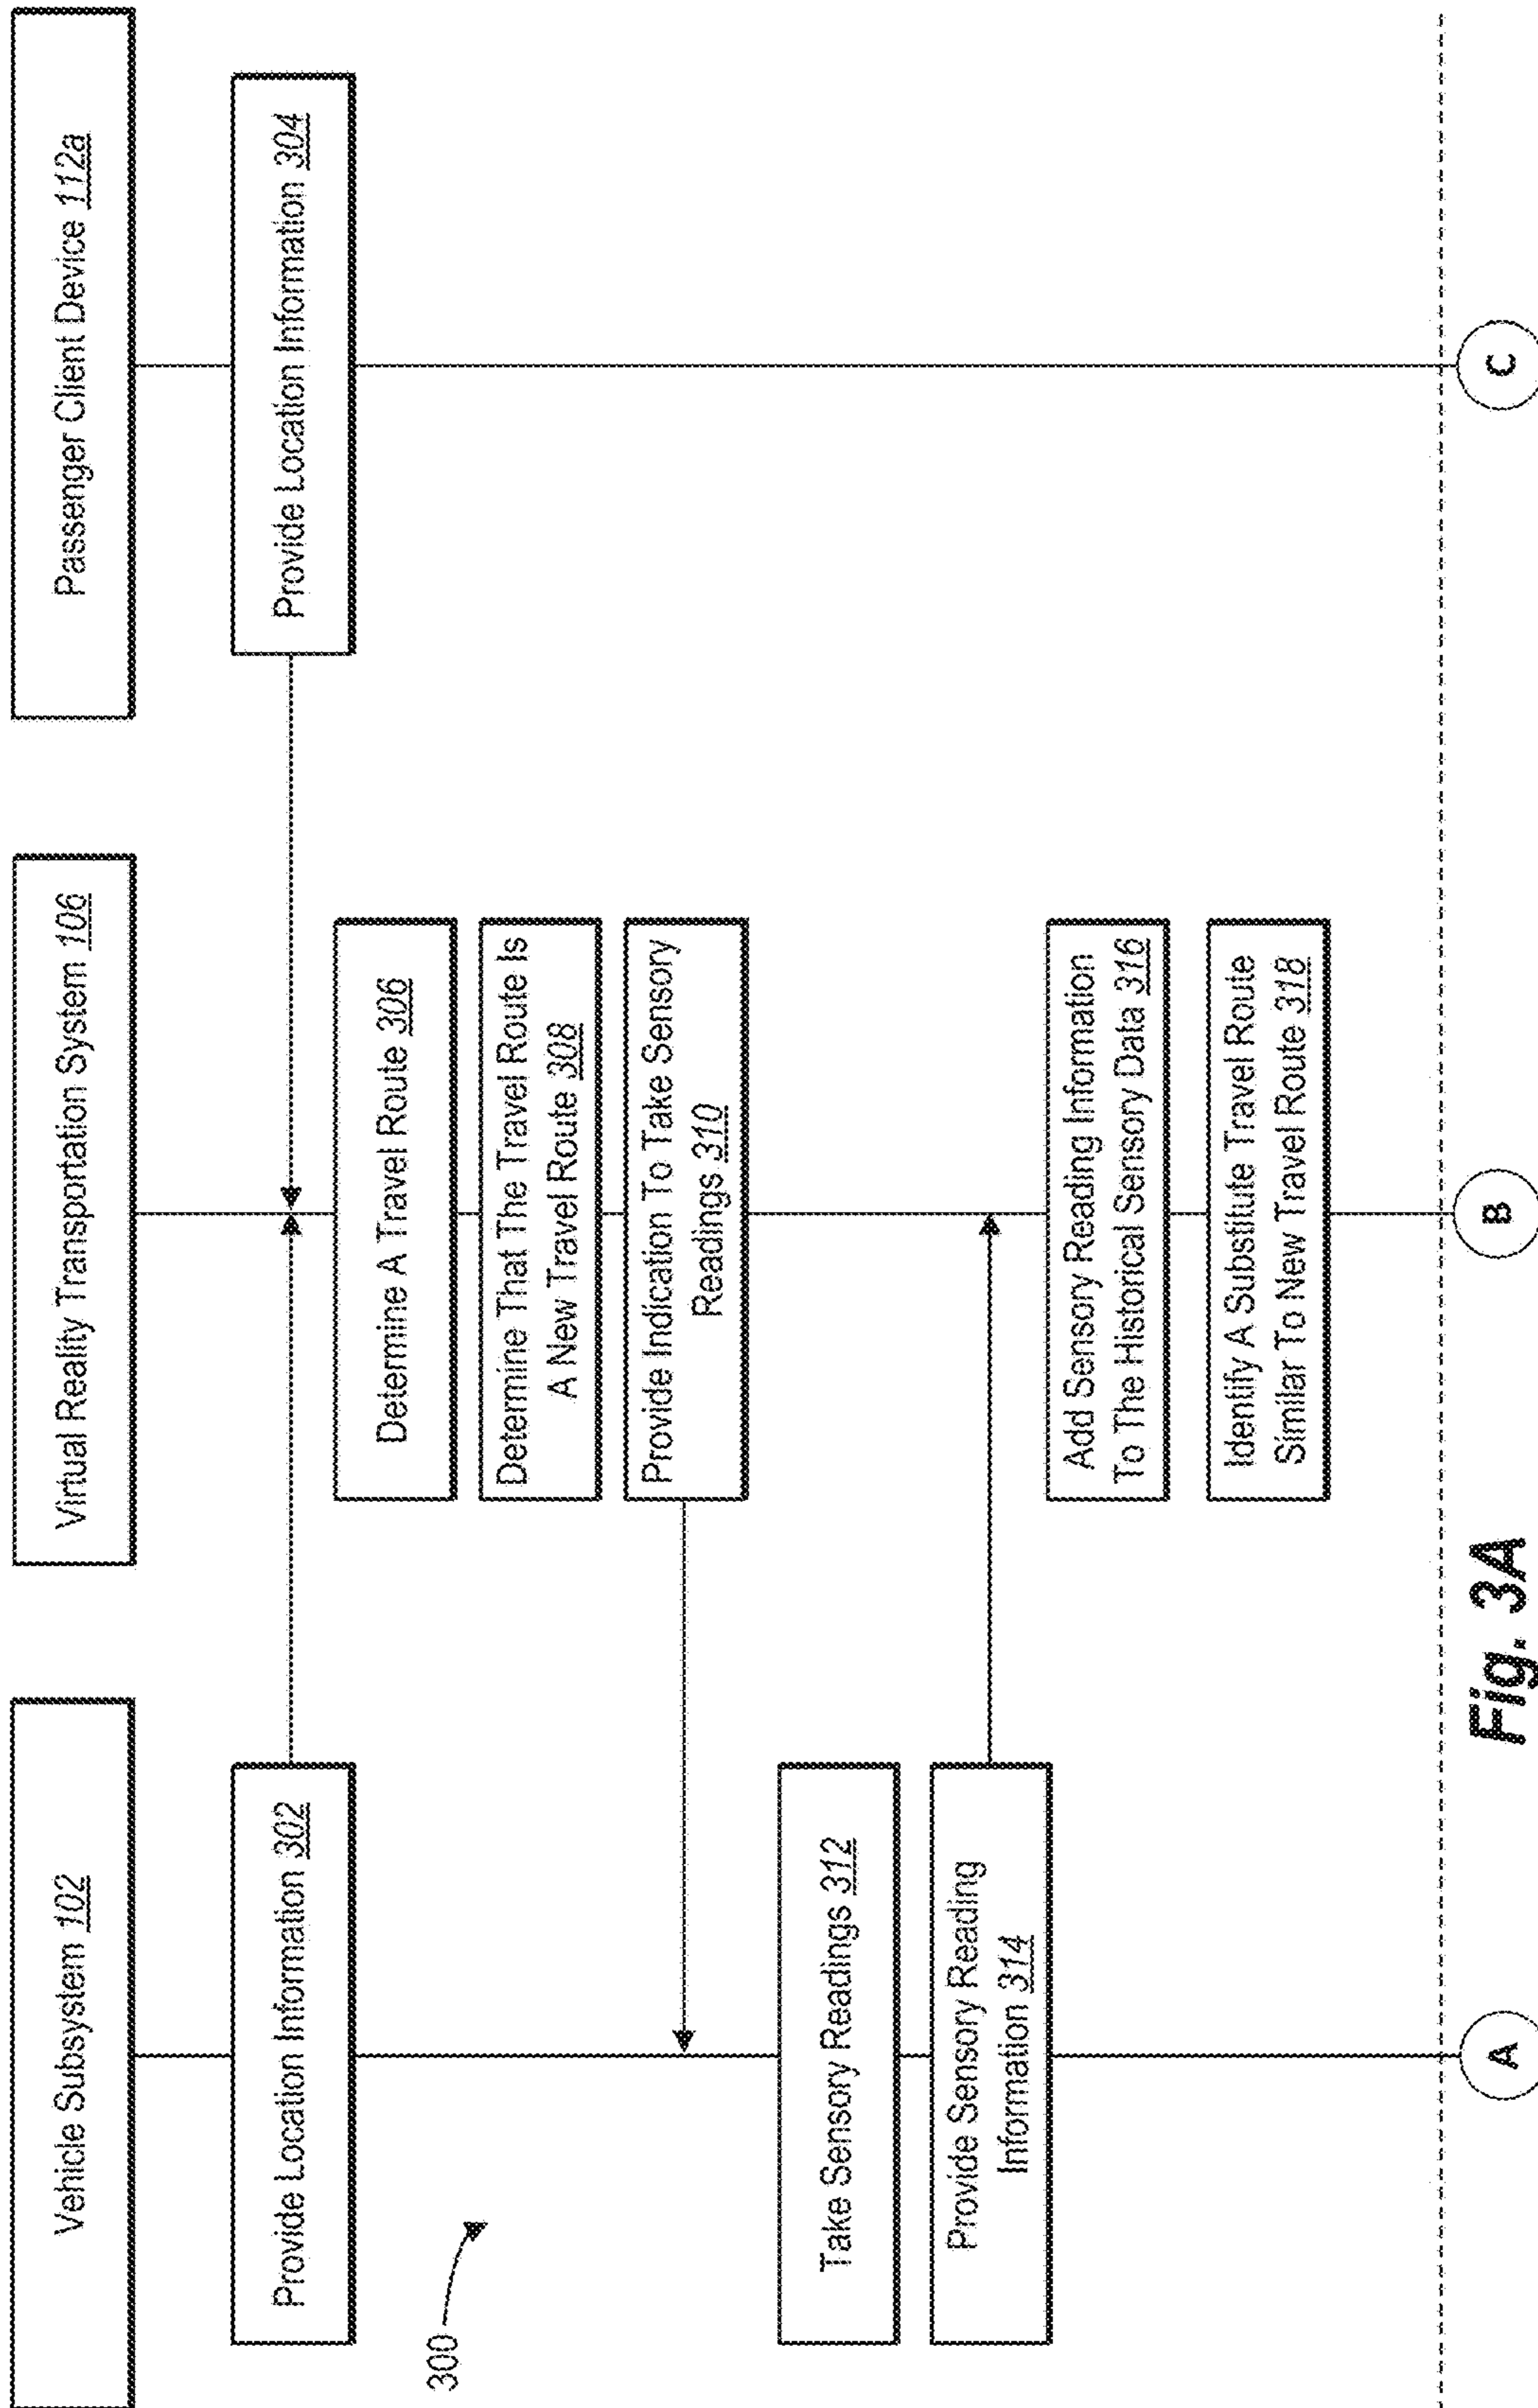 Vehicle Subsystem 102
Virtual Reality Transportation System 106
Passenger Client Device 112a
Provide Location Information 302
Provide Location Information 304
300
Determine A Travel Route 306
Determine That The Travel Route Is
A New Travel Route 308
Provide Indication To Take Sensory
Readings 310
Take Sensory Readings 312
Provide Sensory Reading
Information 314
Add Sensory Reading Information
To The Historical Sensory Data 316
Identify A Substitute Travel Route
Similar To New Travel Route 318
A
B
C
Fig. 3A